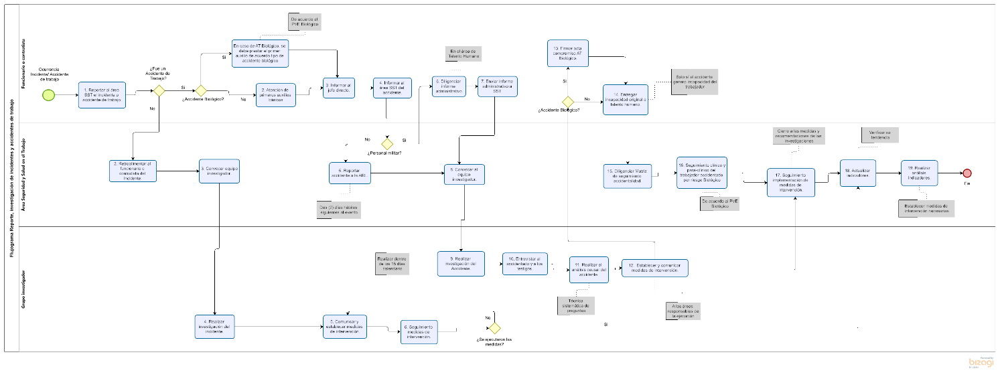 Flujograma Reporte, investigación de incidentes y accidentes de trabajo
Funcionario o contratista
Ocurrencia
Incidente/ Accidente
de trabajo
1. Reportar al área
SST el incidente o
accidente de trabajo.
¿Fue un
Accidente de
Trabajo?
Si
No
¿Accidente Biológico?
Si
No
De acuerdo al
PVE Biológico
En caso de AT Biológico, se
debe prestar el primer
auxilio de acuerdo tipo de
accidente biológico
2. Atención de
primeros auxilios
básicos
3. Informar al
jefe directo.
4. Informar al
área SST del
accidente.
En el área de
Talento Humano
6. Diligenciar
informe
administrativo
7. Enviar informe
administrativo a
SST
13. Firmar acta
compromiso AT
Biológico.
Si
¿Accidente Biológico?
No
14. Entregar
incapacidad original a
talento humano.
Solo si el accidente
genero incapacidad del
trabajador
Área Seguridad y Salud en el Trabajo
2. Retroalimentar al
funcionario o
contratista del
incidente.
3. Convocar equipo
investigador.
No
Si
¿Personal militar?
5. Reportar
accidente a la ARL.
Dos (2) días hábiles
siguientes al evento
8. Convocar al
equipo
investigador.
15. Diligenciar Matriz
de seguimiento
accidentalidad.
16. Seguimiento clínico y
para-clínico del
trabajador accidentado
por riesgo Biológico
De acuerdo al PVE
Biológico
Cierre a las medidas y
recomendaciones de las
investigaciones
17. Seguimiento
implementación de
medidas de
intervención.
Verificar su
tendencia
18. Actualizar
indicadores.
19. Realizar
análisis
indicadores.
Establecer medidas de
intervención necesarias
Fin
Grupo investigador
4. Realizar
investigación del
incidente.
5. Comunicar y
establecer medidas
de intervención.
6. Seguimiento
medidas de
intervención.
No
¿Se ejecutaron las
medidas?
Si
Realizar dentro
de los 15 días
calendario
9. Realizar
investigación del
Accidente.
10. Entrevistar al
accidentado y a los
testigos
11. Realizar el
análisis causal del
accidente.
Técnica
sistemática de
preguntas
12. Establecer y comunicar
medidas de intervención.
A las áreas
responsables de
la ejecución
Powered by
bizagi